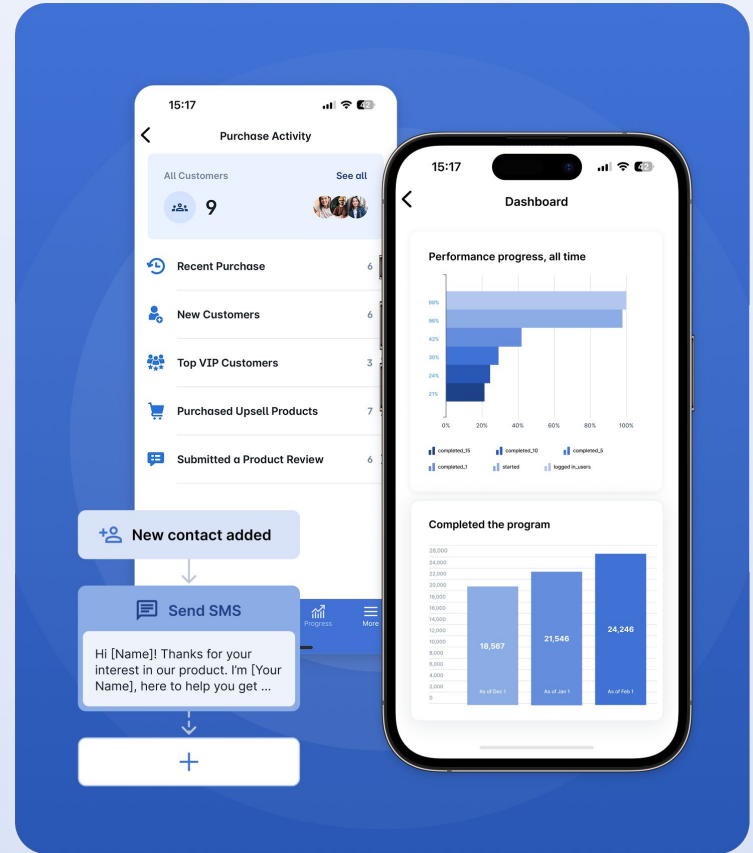 15:17
42
Purchase Activity
All Customers
See all
9
Recent Purchase 6
New Customers 6
Top VIP Customers 3
Purchased Upsell Products 7
Submitted a Product Review 6
Progress
More
New contact added
Send SMS
Hi [Name]! Thanks for your
interest in our product. I'm [Your
Name], here to help you get ...
15:17
42
Dashboard
Performance progress, all time
99%
96%
42%
30%
24%
21%
0% 20% 40% 60% 80% 100%
completed_15 completed_10 completed_5
completed_1 started logged in_users
Completed the program
26,000
24,000
22,000
20,000
18,000
16,000
14,000
12,000
10,000
8,000
6,000
4,000
2,000
0
18,567
21,546
24,246
As of Dec 1
As of Jan 1
As of Feb 1